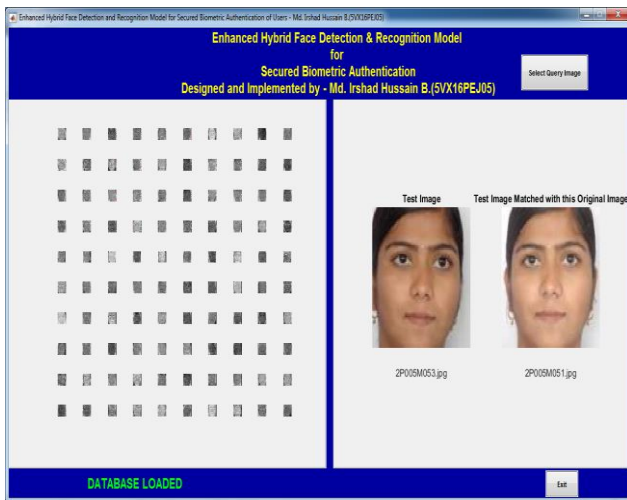 Enhanced Hybrid Face Detection and Recognition Model for Secured Biometric Authentication of Users - Md. Irshad Hussain B.(5VX16PEJ05)
Enhanced Hybrid Face Detection & Recognition Model
for
Secured Biometric Authentication
Designed and Implemented by - Md. Irshad Hussain B.(5VX16PEJ05)
Select Query Image
Test Image
Test Image Matched with this Original Image
2P005M053.jpg
2P005M051.jpg
DATABASE LOADED
Exit